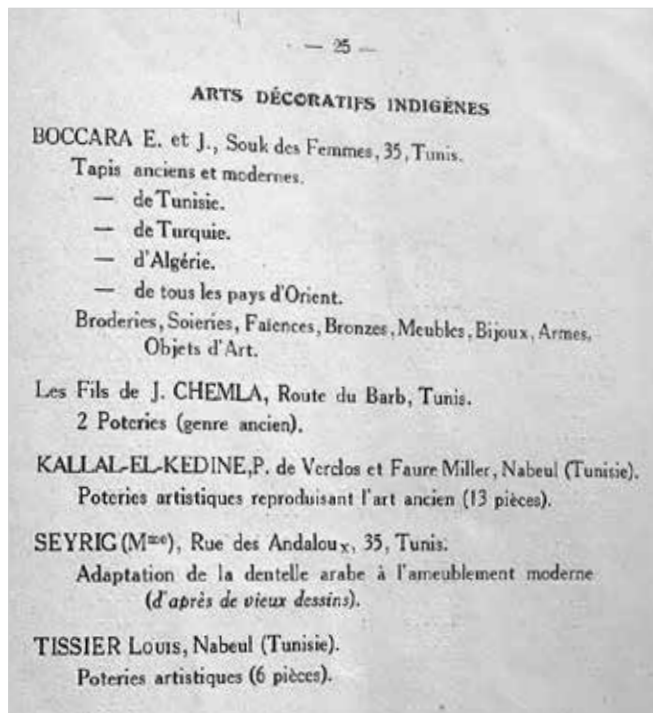 — 25 —
ARTS DÉCORATIFS INDIGÈNES
BOCCARA E. et J., Souk des Femmes, 35, Tunis.
Tapis anciens et modernes.
— de Tunisie.
— de Turquie.
— d'Algérie.
— de tous les pays d'Orient.
Broderies, Soieries, Faïences, Bronzes, Meubles, Bijoux, Armes,
Objets d'Art.
Les Fils de J. CHEMLA, Route du Barb, Tunis.
2 Poteries (genre ancien).
KALLAL-EL-KEDINE, P. de Verclos et Faure Miller, Nabeul (Tunisie).
Poteries artistiques reproduisant l'art ancien (13 pièces).
SEYRIG (Mme), Rue des Andaloux, 35, Tunis.
Adaptation de la dentelle arabe à l'ameublement moderne
(d'après de vieux dessins).
TISSIER Louis, Nabeul (Tunisie).
Poteries artistiques (6 pièces).